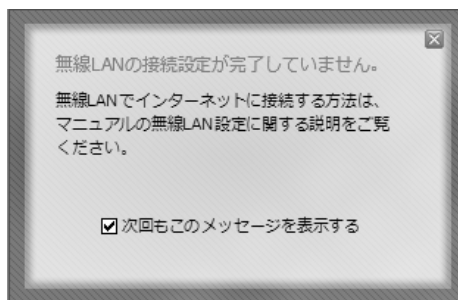 無線LANの接続設定が完了していません。
無線LANでインターネットに接続する方法は、
マニュアルの無線LAN設定に関する説明をご覧
ください。
次回もこのメッセージを表示する